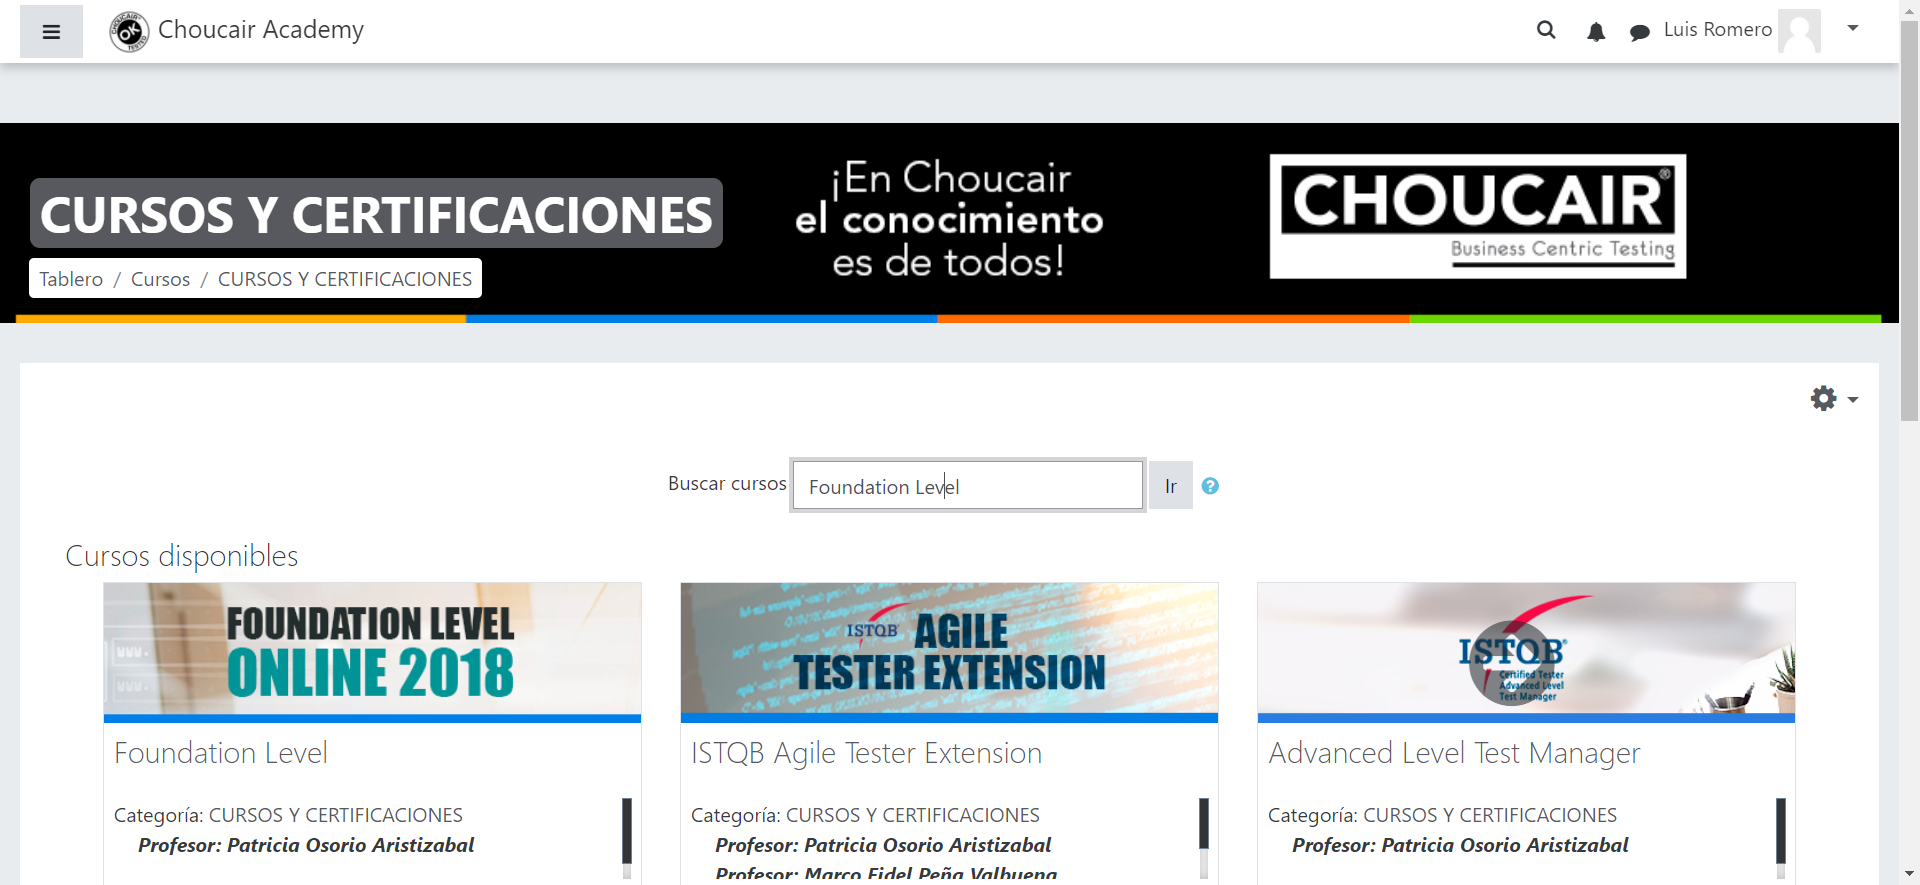 Choucair Academy
Luis Romero
CURSOS Y CERTIFICACIONES
¡En Choucair
el conocimiento
es de todos!
CHOUCAIR®
Business Centric Testing
Tablero / Cursos / CURSOS Y CERTIFICACIONES
Buscar cursos
Foundation Level
Ir
Cursos disponibles
FOUNDATION LEVEL
ONLINE 2018
ISTQB AGILE
TESTER EXTENSION
ISTQB®
Certified Tester
Advanced Level
Test Manager
Foundation Level
ISTQB Agile Tester Extension
Advanced Level Test Manager
Categoría: CURSOS Y CERTIFICACIONES
Profesor: Patricia Osorio Aristizabal
Categoría: CURSOS Y CERTIFICACIONES
Profesor: Patricia Osorio Aristizabal
Profesor: Marco Fidel Peña Valbuena
Categoría: CURSOS Y CERTIFICACIONES
Profesor: Patricia Osorio Aristizabal